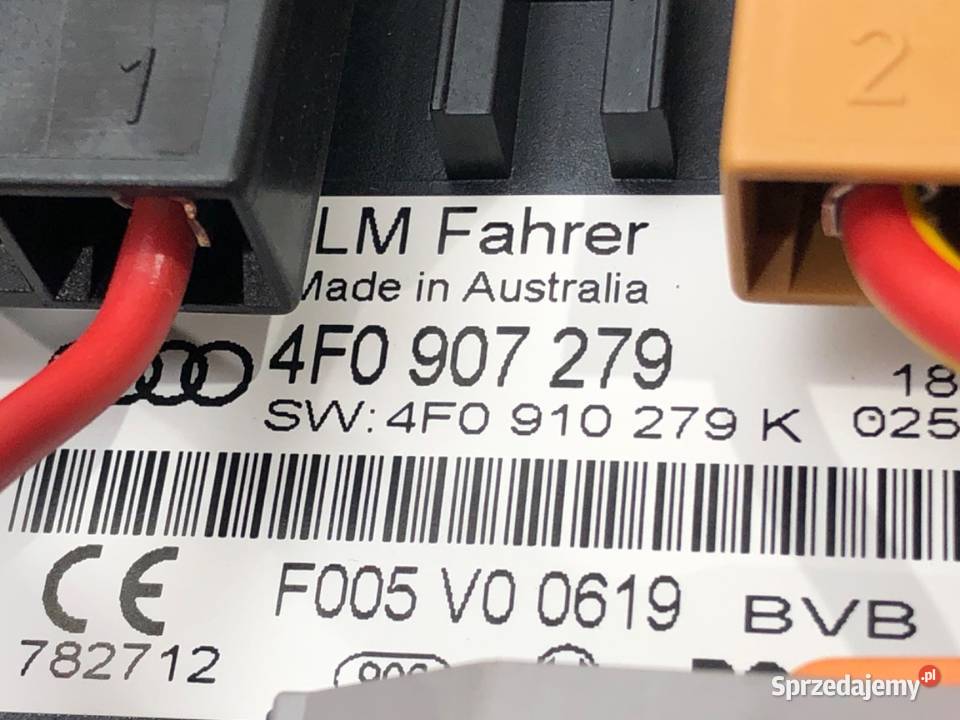 1
2
LM Fahrer
Made in Australia
4F0 907 279
18
SW: 4F0 910 279 K 025
CE
F005 V0 0619 BVB
782712
Sprzedajemy.pl